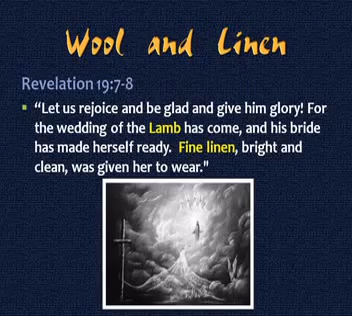 Wool and Linen
Revelation 19:7-8
▪ “Let us rejoice and be glad and give him glory! For
the wedding of the Lamb has come, and his bride
has made herself ready. Fine linen, bright and
clean, was given her to wear."